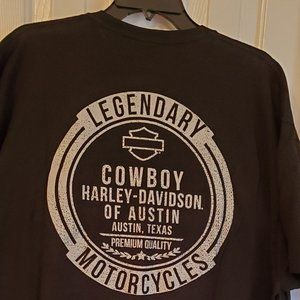 LEGENDARY
COWBOY
HARLEY-DAVIDSON
OF AUSTIN
AUSTIN, TEXAS
PREMIUM QUALITY
MOTORCYCLES